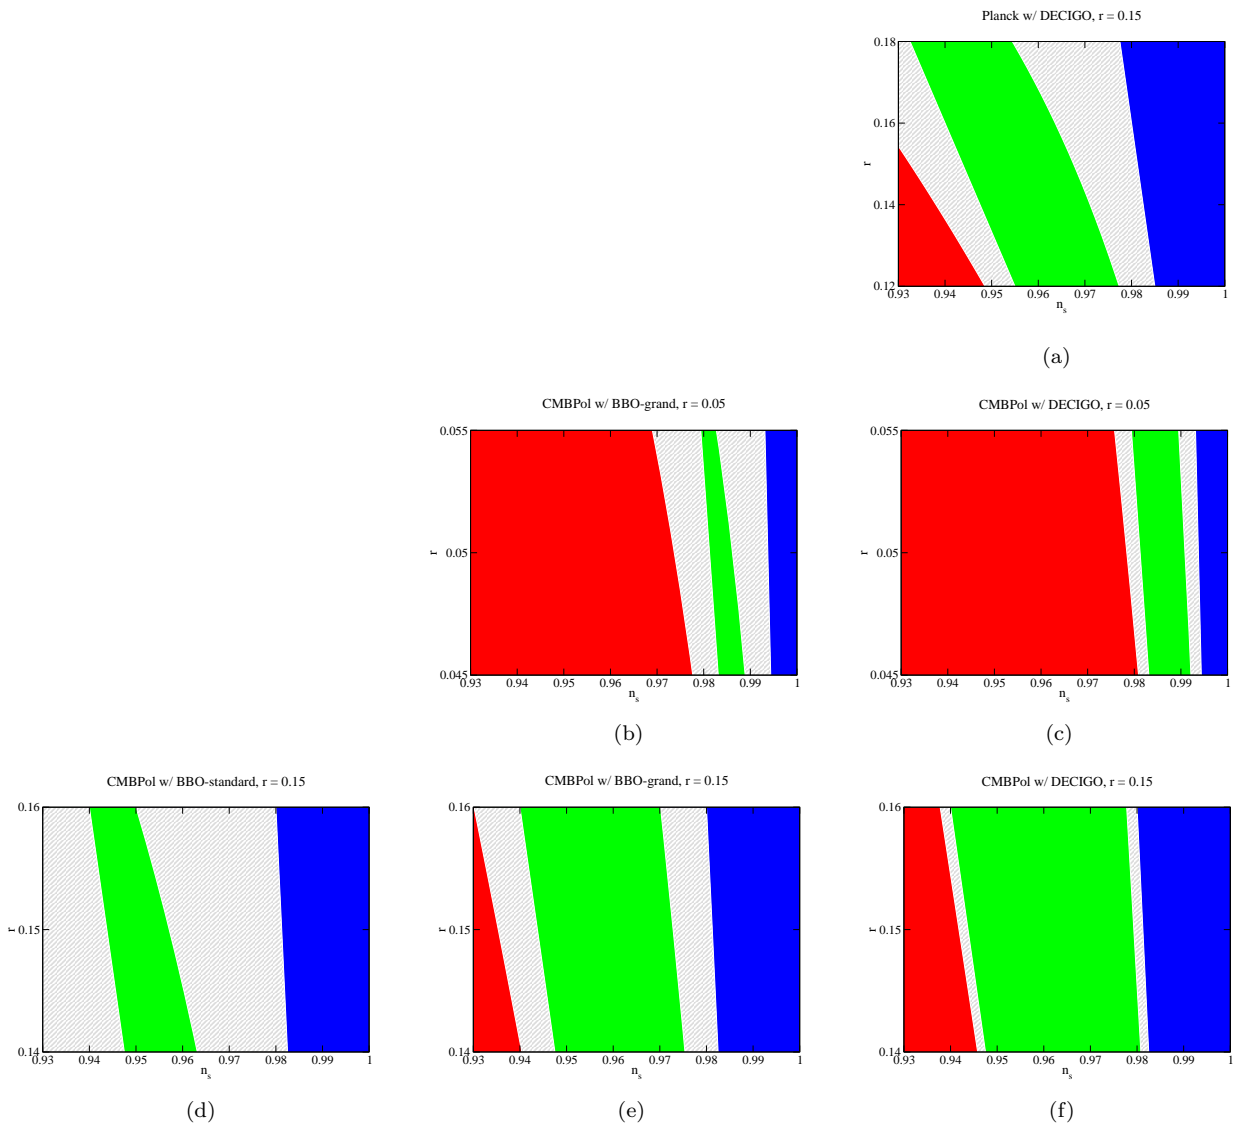 Planck w/ DECIGO, r = 0.15
0.18
0.16
r
0.14
0.12
0.93 0.94 0.95 0.96 0.97 0.98 0.99 1
n_s
(a)
CMBPol w/ BBO-grand, r = 0.05
0.055
r 0.05
0.045
0.93 0.94 0.95 0.96 0.97 0.98 0.99 1
n_s
(b)
CMBPol w/ DECIGO, r = 0.05
0.055
r 0.05
0.045
0.93 0.94 0.95 0.96 0.97 0.98 0.99 1
n_s
(c)
CMBPol w/ BBO-standard, r = 0.15
0.16
r 0.15
0.14
0.93 0.94 0.95 0.96 0.97 0.98 0.99 1
n_s
(d)
CMBPol w/ BBO-grand, r = 0.15
0.16
r 0.15
0.14
0.93 0.94 0.95 0.96 0.97 0.98 0.99 1
n_s
(e)
CMBPol w/ DECIGO, r = 0.15
0.16
r 0.15
0.14
0.93 0.94 0.95 0.96 0.97 0.98 0.99 1
n_s
(f)